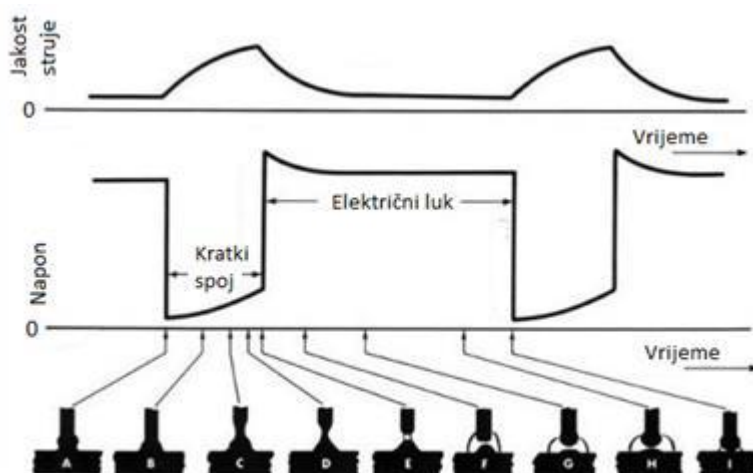 Jakost
struje
0
Vrijeme
Električni luk
Kratki
spoj
Napon
0
Vrijeme
A B C D E F G H I